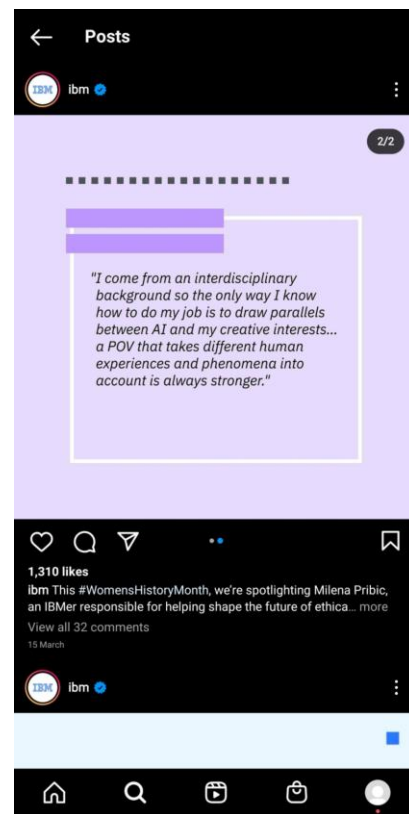 Posts
IBM ibm
2/2
"I come from an interdisciplinary
background so the only way I know
how to do my job is to draw parallels
between AI and my creative interests...
a POV that takes different human
experiences and phenomena into
account is always stronger."
1,310 likes
ibm This #WomensHistoryMonth, we're spotlighting Milena Pribic,
an IBMer responsible for helping shape the future of ethica... more
View all 32 comments
15 March
IBM ibm